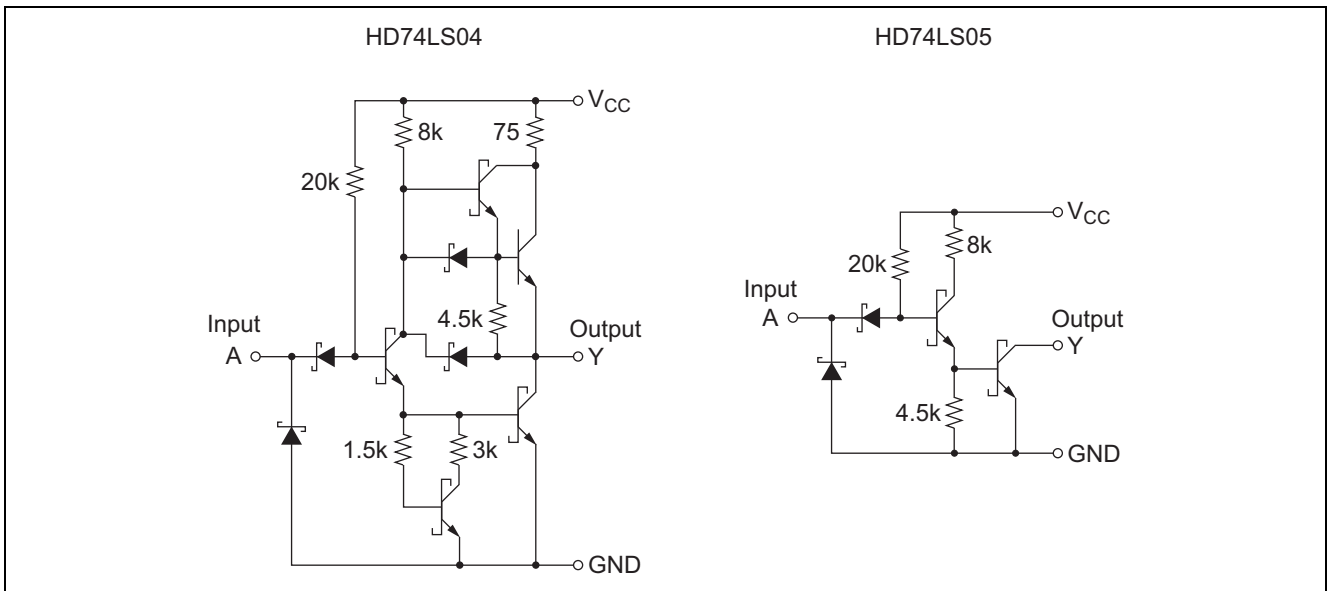 HD74LS04
HD74LS05
VCC
8k
75
20k
4.5k
Input
A
Output
Y
1.5k
3k
GND
VCC
8k
20k
Input
A
Output
Y
4.5k
GND